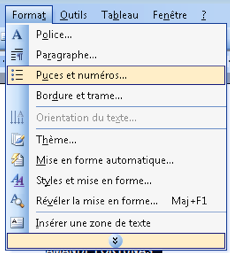 Format Outils Tableau Fenêtre ?
Police...
Paragraphe...
Puces et numéros...
Bordure et trame...
Orientation du texte...
Thème...
Mise en forme automatique...
Styles et mise en forme...
Révéler la mise en forme... Maj+F1
Insérer une zone de texte